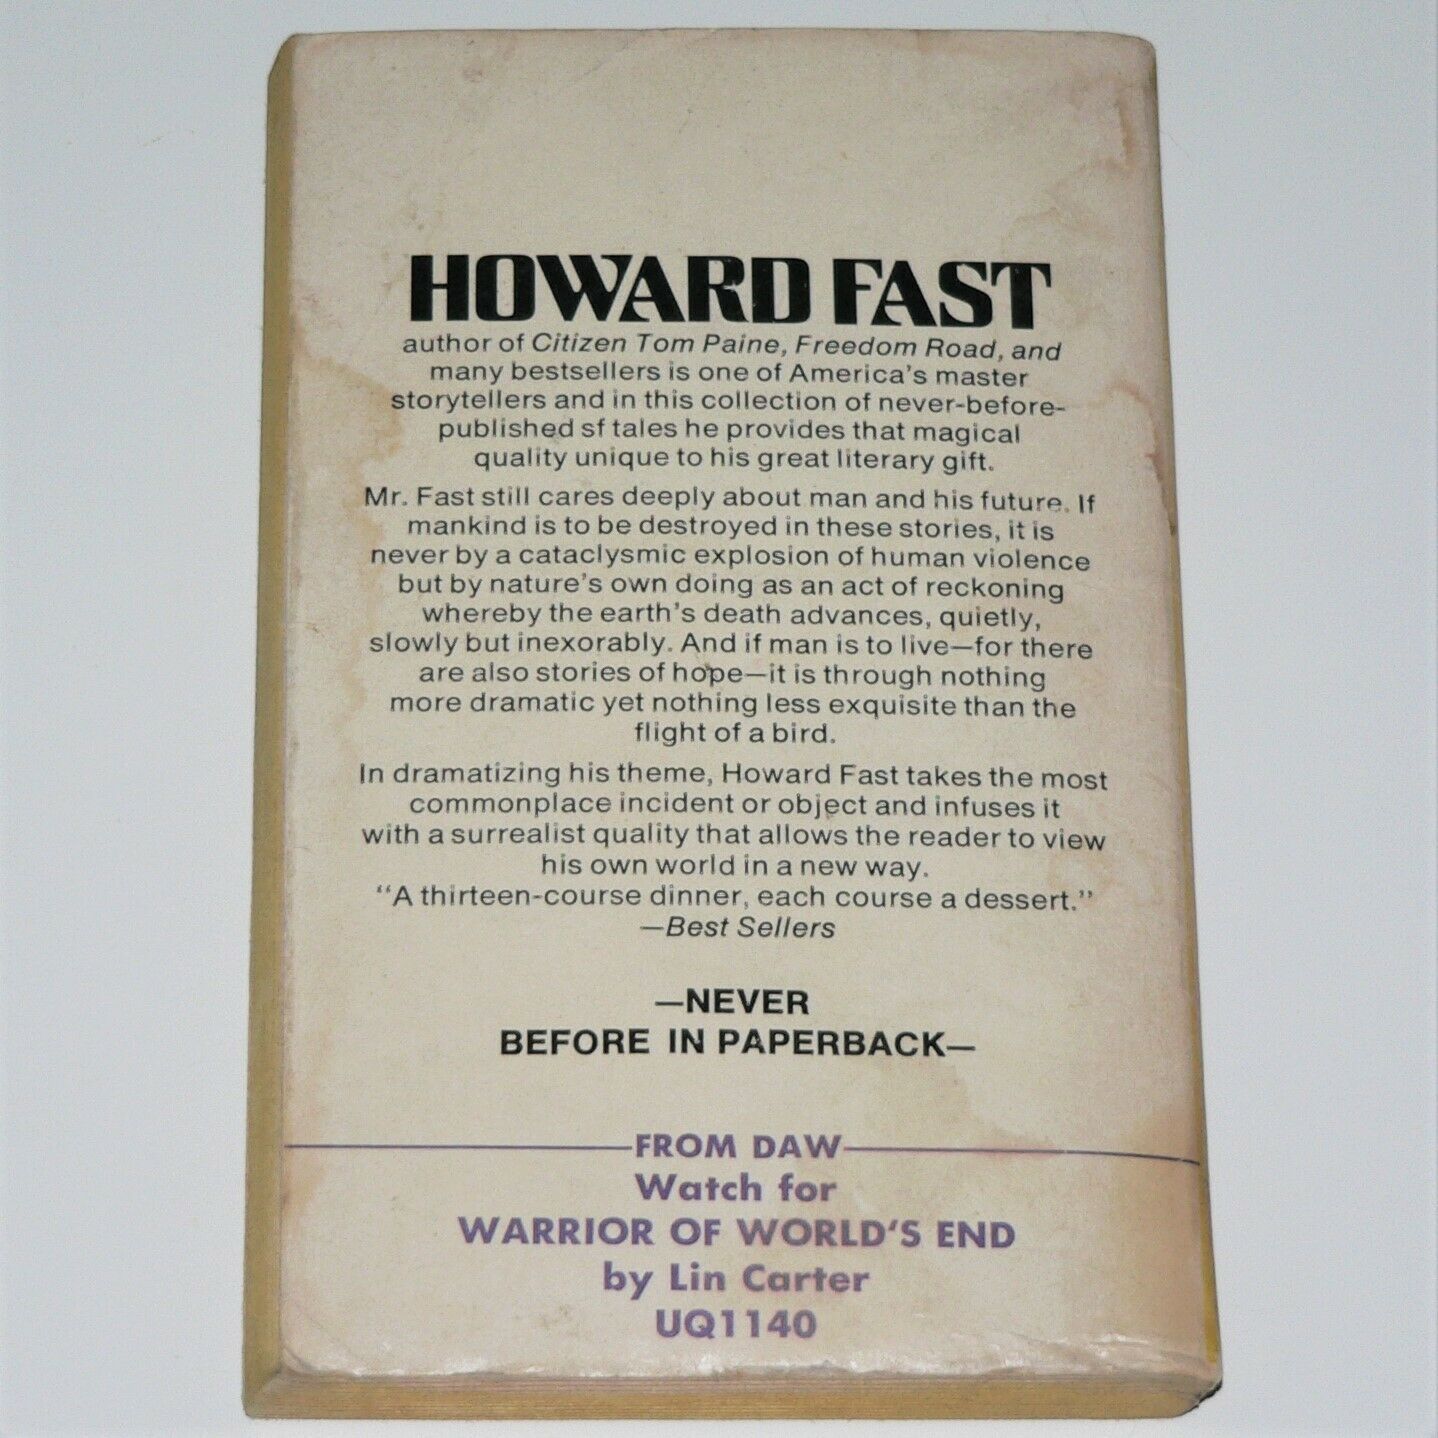 HOWARD FAST
author of Citizen Tom Paine, Freedom Road, and
many bestsellers is one of America's master
storytellers and in this collection of never-before-
published sf tales he provides that magical
quality unique to his great literary gift.
Mr. Fast still cares deeply about man and his future. If
mankind is to be destroyed in these stories, it is
never by a cataclysmic explosion of human violence
but by nature's own doing as an act of reckoning
whereby the earth's death advances, quietly,
slowly but inexorably. And if man is to live—for there
are also stories of hope—it is through nothing
more dramatic yet nothing less exquisite than the
flight of a bird.
In dramatizing his theme, Howard Fast takes the most
commonplace incident or object and infuses it
with a surrealist quality that allows the reader to view
his own world in a new way.
"A thirteen-course dinner, each course a dessert."
—Best Sellers
—NEVER
BEFORE IN PAPERBACK—
FROM DAW
Watch for
WARRIOR OF WORLD'S END
by Lin Carter
UQ1140